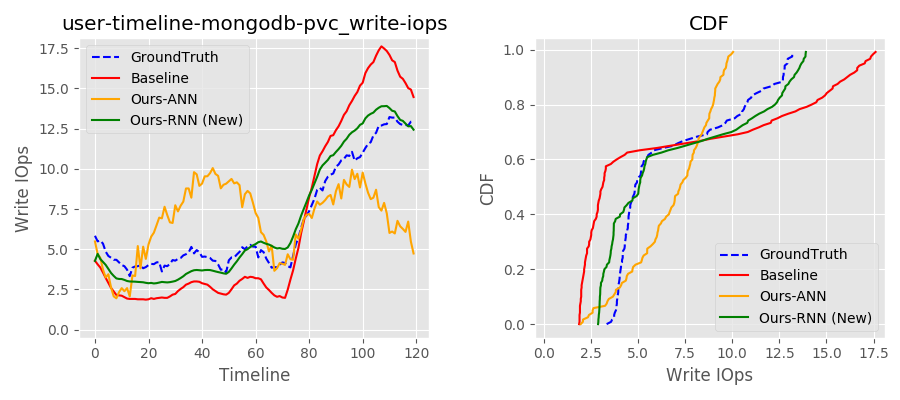 user-timeline-mongodb-pvc_write-iops
GroundTruth
Baseline
Ours-ANN
Ours-RNN (New)
17.5
15.0
12.5
10.0
7.5
5.0
2.5
0.0
Write IOps
0
20
40
60
80
100
120
Timeline
CDF
1.0
0.8
0.6
0.4
0.2
0.0
CDF
GroundTruth
Baseline
Ours-ANN
Ours-RNN (New)
0.0
2.5
5.0
7.5
10.0
12.5
15.0
17.5
Write IOps